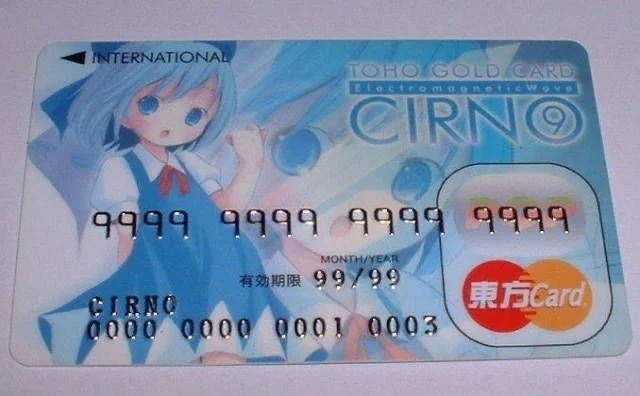 INTERNATIONAL
TOHO GOLD CARD
ElectromagneticWave
CIRNO
⑨
9999 9999 9999 9999
MONTH/YEAR
有効期限 99/99
CIRNO
0000 0000 0001 0003
東方Card.